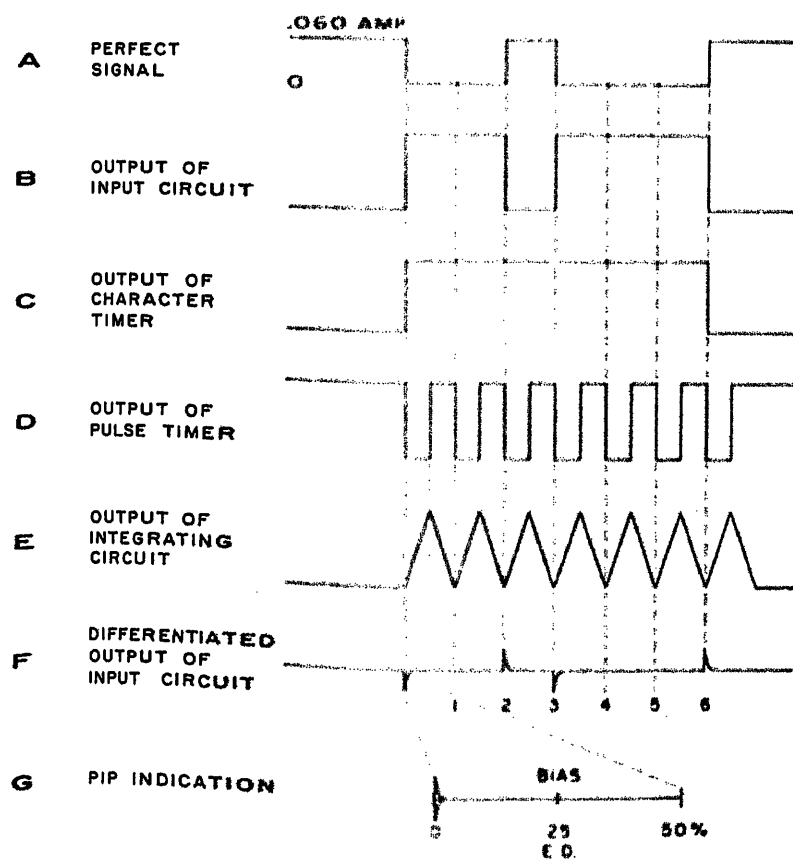 .060 AMP
A PERFECT
SIGNAL
0
B OUTPUT OF
INPUT CIRCUIT
C OUTPUT OF
CHARACTER
TIMER
D OUTPUT OF
PULSE TIMER
E OUTPUT OF
INTEGRATING
CIRCUIT
F DIFFERENTIATED
OUTPUT OF
INPUT CIRCUIT
1 2 3 4 5 6
G PIP INDICATION
BIAS
0 25 50%
E.D.